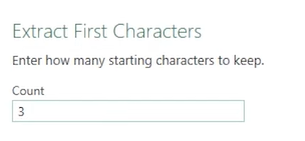 Extract First Characters
Enter how many starting characters to keep.
Count
3